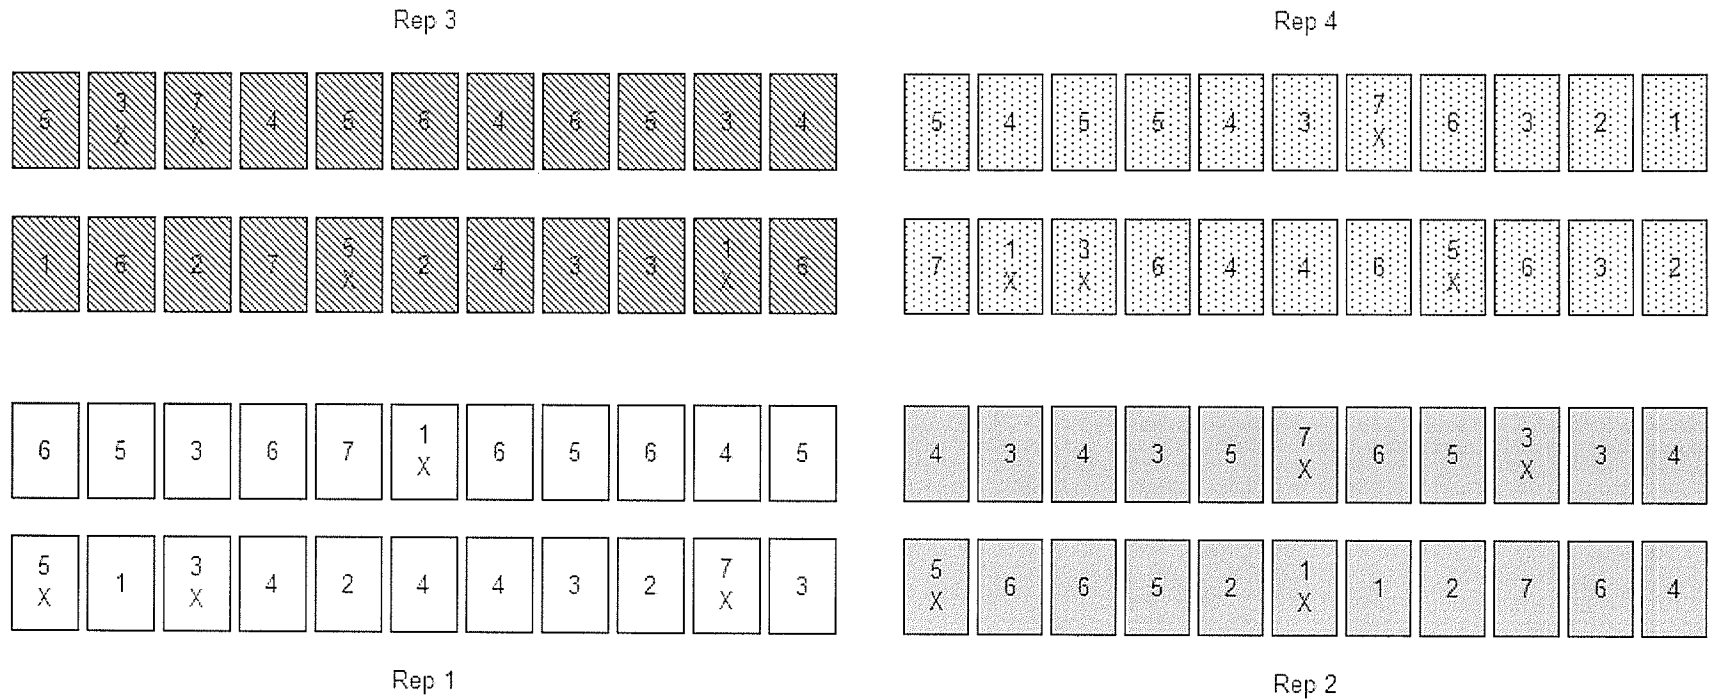 Rep 3 Rep 4
3 7 4 5 6 4 6 5 3 4 5 4 5 5 4 3 7 6 3 2 1
X X X
1 6 2 7 5 2 4 3 3 1 6 7 1 3 6 4 4 6 5 6 3 2
X X X X X
6 5 3 6 7 1 6 5 6 4 5 4 3 4 3 5 7 6 5 3 3 4
X X X
5 1 3 4 2 4 4 3 2 7 3 5 6 6 5 2 1 1 2 7 6 4
X X X X X
Rep 1 Rep 2